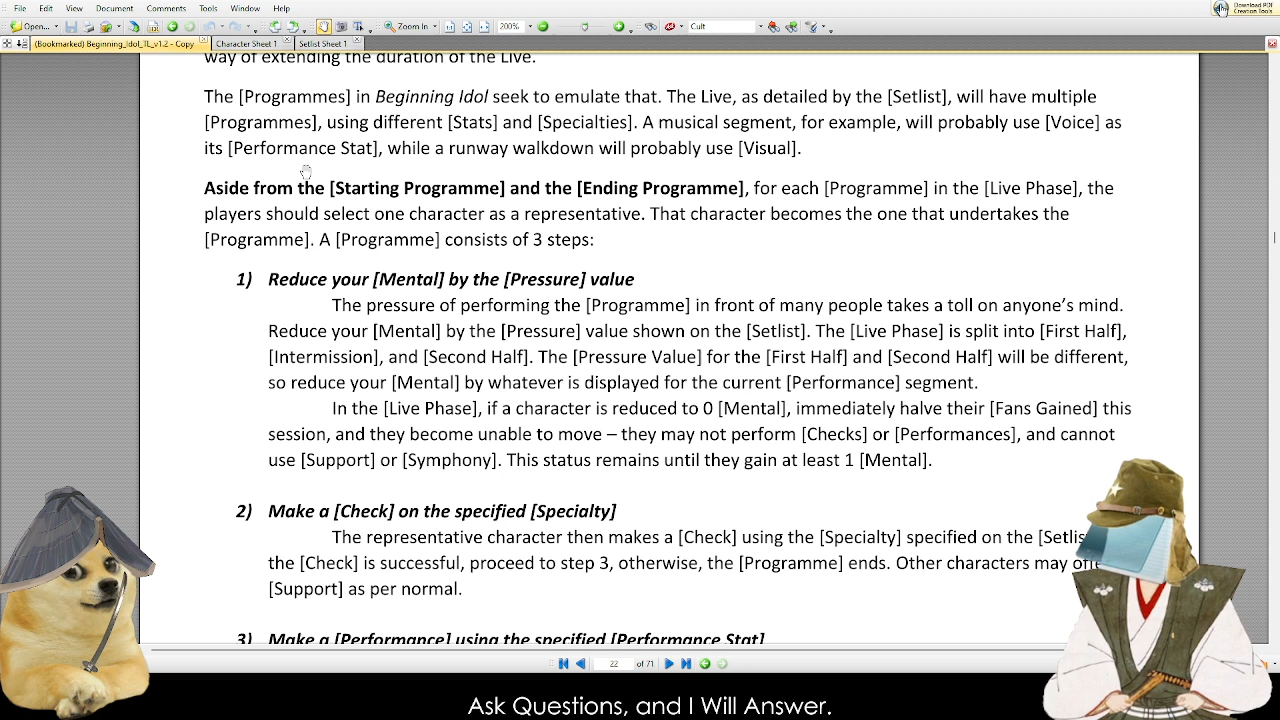 File Edit View Document Comments Tools Window Help
Download PDF
Creation Tools
Open... Zoom In 200% Cult
(Bookmarked) Beginning_Idol_TL_v1.2 - Copy Character Sheet 1 Setlist Sheet 1
way of extending the duration of the Live.
The [Programmes] in Beginning Idol seek to emulate that. The Live, as detailed by the [Setlist], will have multiple
[Programmes], using different [Stats] and [Specialties]. A musical segment, for example, will probably use [Voice] as
its [Performance Stat], while a runway walkdown will probably use [Visual].
Aside from the [Starting Programme] and the [Ending Programme], for each [Programme] in the [Live Phase], the
players should select one character as a representative. That character becomes the one that undertakes the
[Programme]. A [Programme] consists of 3 steps:
1) Reduce your [Mental] by the [Pressure] value
The pressure of performing the [Programme] in front of many people takes a toll on anyone's mind.
Reduce your [Mental] by the [Pressure] value shown on the [Setlist]. The [Live Phase] is split into [First Half],
[Intermission], and [Second Half]. The [Pressure Value] for the [First Half] and [Second Half] will be different,
so reduce your [Mental] by whatever is displayed for the current [Performance] segment.
In the [Live Phase], if a character is reduced to 0 [Mental], immediately halve their [Fans Gained] this
session, and they become unable to move – they may not perform [Checks] or [Performances], and cannot
use [Support] or [Symphony]. This status remains until they gain at least 1 [Mental].
2) Make a [Check] on the specified [Specialty]
The representative character then makes a [Check] using the [Specialty] specified on the [Setlis
the [Check] is successful, proceed to step 3, otherwise, the [Programme] ends. Other characters may
[Support] as per normal.
3) Make a [Performance] using the specified [Performance Stat]
22 of 71
Ask Questions, and I Will Answer.